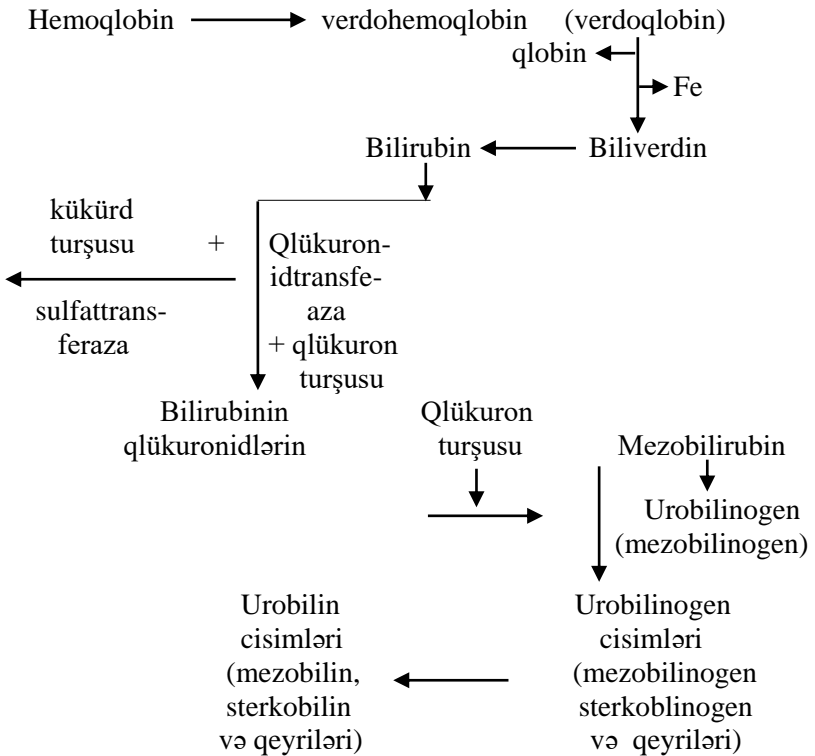 Hemoqlobin verdohemoqlobin (verdoqlobin)
qlobin
Fe
Bilirubin Biliverdin
kükürd
turşusu +
sulfattrans-
feraza
Qlükuron-
idtransfe-
aza
+ qlükuron
turşusu
Bilirubinin
qlükuronidlərin
Qlükuron
turşusu
Mezobilirubin
Urobilinogen
(mezobilinogen)
Urobilin
cisimləri
(mezobilin,
sterkobilin
və qeyriləri)
Urobilinogen
cisimləri
(mezobilinogen
sterkoblinogen
və qeyriləri)